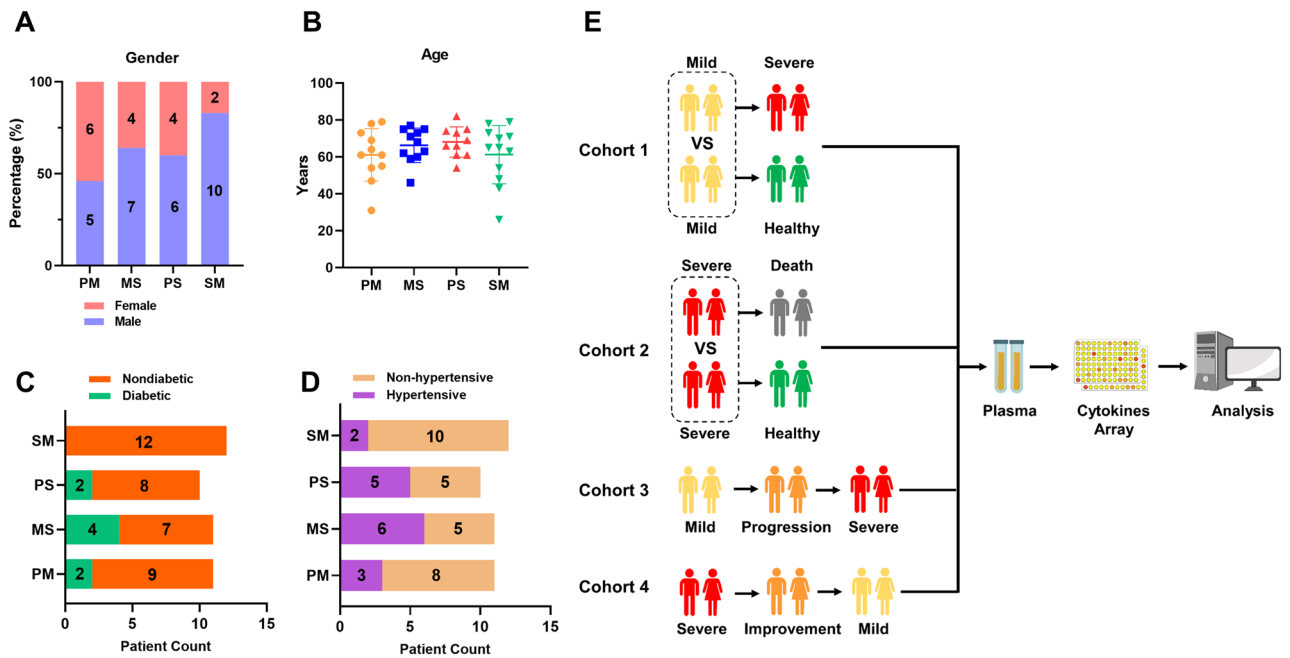 A
Gender
Percentage (%)
100
50
0
6
5
4
7
4
6
2
10
PM
MS
PS
SM
Female
Male
B
Age
Years
100
80
60
40
20
0
PM
MS
PS
SM
C
Nondiabetic
Diabetic
SM
12
PS
2
8
MS
4
7
PM
2
9
0
5
10
15
Patient Count
D
Non-hypertensive
Hypertensive
SM
2
10
PS
5
5
MS
6
5
PM
3
8
0
5
10
15
Patient Count
E
Cohort 1
Mild
Severe
VS
Mild
Healthy
Cohort 2
Severe
Death
VS
Severe
Healthy
Cohort 3
Mild
Progression
Severe
Cohort 4
Severe
Improvement
Mild
Plasma
Cytokines
Array
Analysis